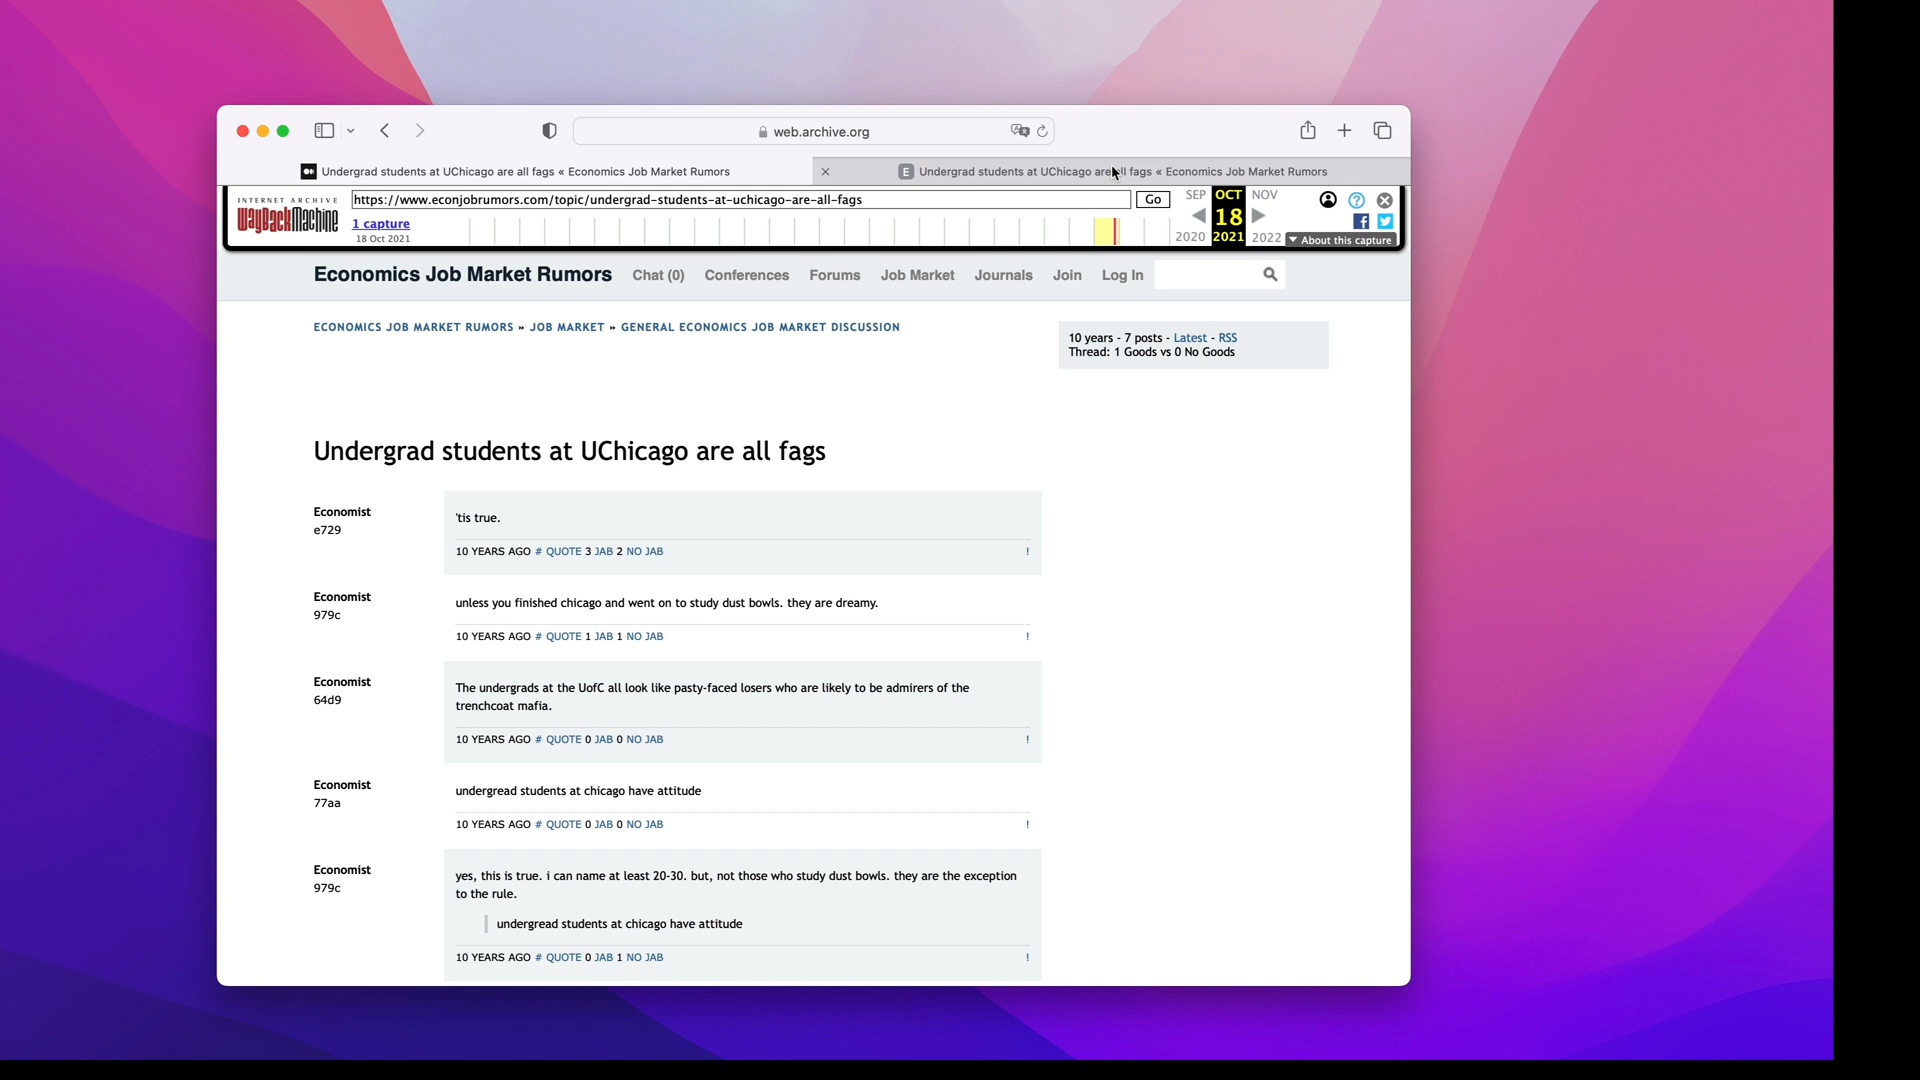 web.archive.org
Undergrad students at UChicago are all fags « Economics Job Market Rumors
E
Undergrad students at UChicago are all fags « Economics Job Market Rumors
INTERNET ARCHIVE
WayBackMachine
https://www.econjobrumors.com/topic/undergrad-students-at-uchicago-are-all-fags
Go
SEP OCT NOV
1 capture
18
18 Oct 2021
2020 2021 2022
About this capture
Economics Job Market Rumors
Chat (0) Conferences Forums Job Market Journals Join Log In
ECONOMICS JOB MARKET RUMORS » JOB MARKET » GENERAL ECONOMICS JOB MARKET DISCUSSION
10 years - 7 posts - Latest - RSS
Thread: 1 Goods vs 0 No Goods
Undergrad students at UChicago are all fags
Economist
e729
'tis true.
10 YEARS AGO # QUOTE 3 JAB 2 NO JAB !
Economist
979c
unless you finished chicago and went on to study dust bowls. they are dreamy.
10 YEARS AGO # QUOTE 1 JAB 1 NO JAB !
Economist
64d9
The undergrads at the UofC all look like pasty-faced losers who are likely to be admirers of the
trenchcoat mafia.
10 YEARS AGO # QUOTE 0 JAB 0 NO JAB !
Economist
77aa
undergread students at chicago have attitude
10 YEARS AGO # QUOTE 0 JAB 0 NO JAB !
Economist
979c
yes, this is true. i can name at least 20-30. but, not those who study dust bowls. they are the exception
to the rule.
undergread students at chicago have attitude
10 YEARS AGO # QUOTE 0 JAB 1 NO JAB !